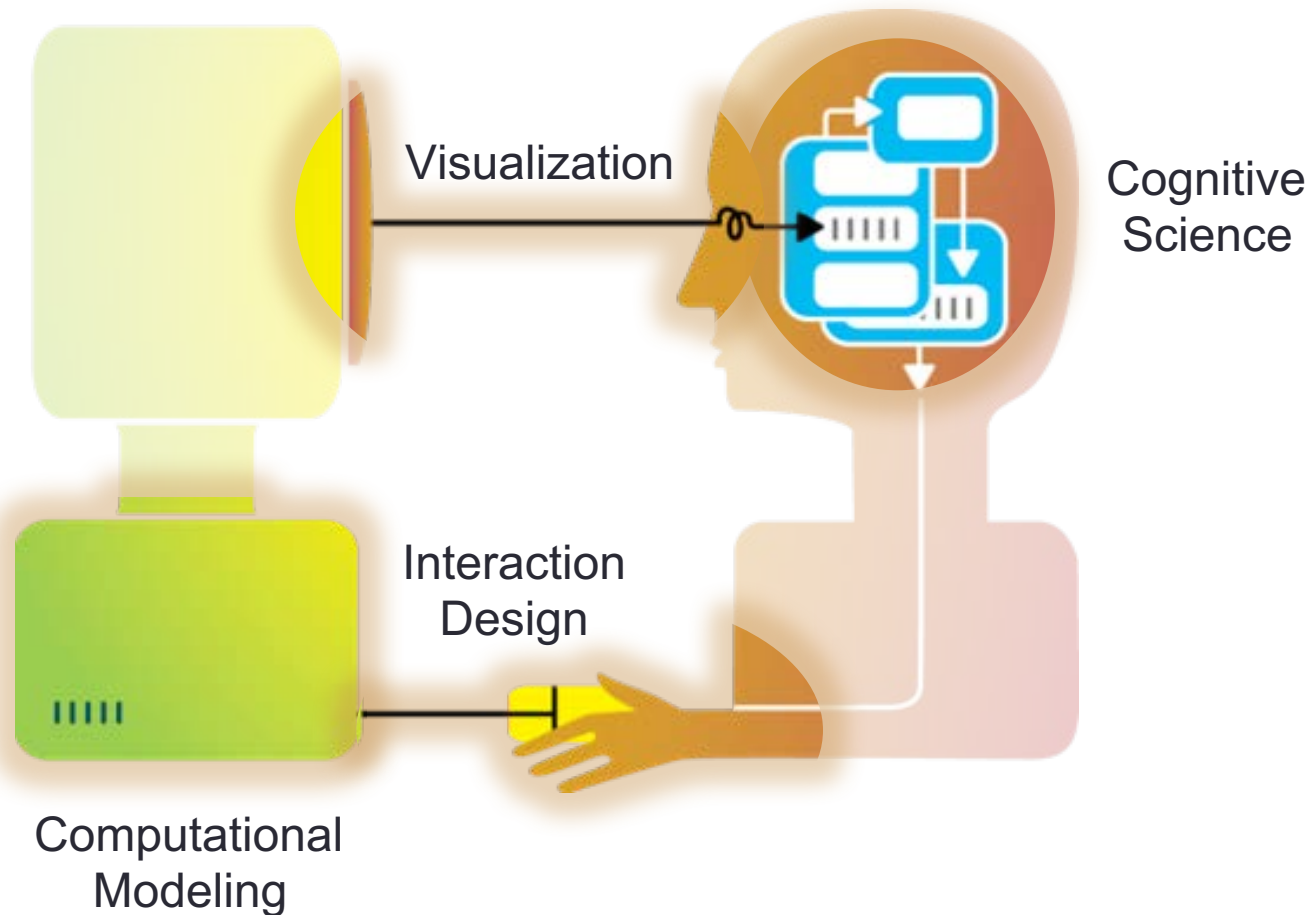 Visualization
Cognitive
Science
Interaction
Design
Computational
Modeling